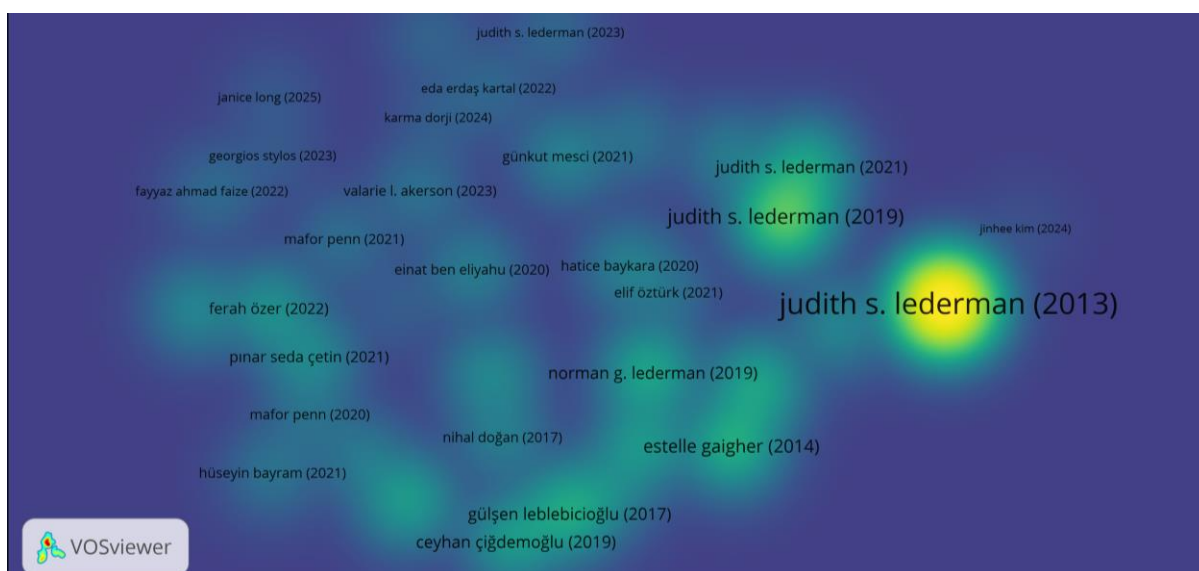 judith s. lederman (2023)
eda erdaş kartal (2022)
janice long (2025)
karma dorji (2024)
georgios stylos (2023)
günkut mesci (2021)
judith s. lederman (2021)
fayyaz ahmad faize (2022)
valarie l. akerson (2023)
judith s. lederman (2019)
jinhee kim (2024)
mafor penn (2021)
einat ben eliyahu (2020)
hatice baykara (2020)
elif öztürk (2021)
judith s. lederman (2013)
ferah özer (2022)
pınar seda çetin (2021)
norman g. lederman (2019)
mafor penn (2020)
nihal doğan (2017)
estelle gaigher (2014)
hüseyin bayram (2021)
gülşen leblebicioğlu (2017)
ceyhan çiğdemoğlu (2019)
VOSviewer